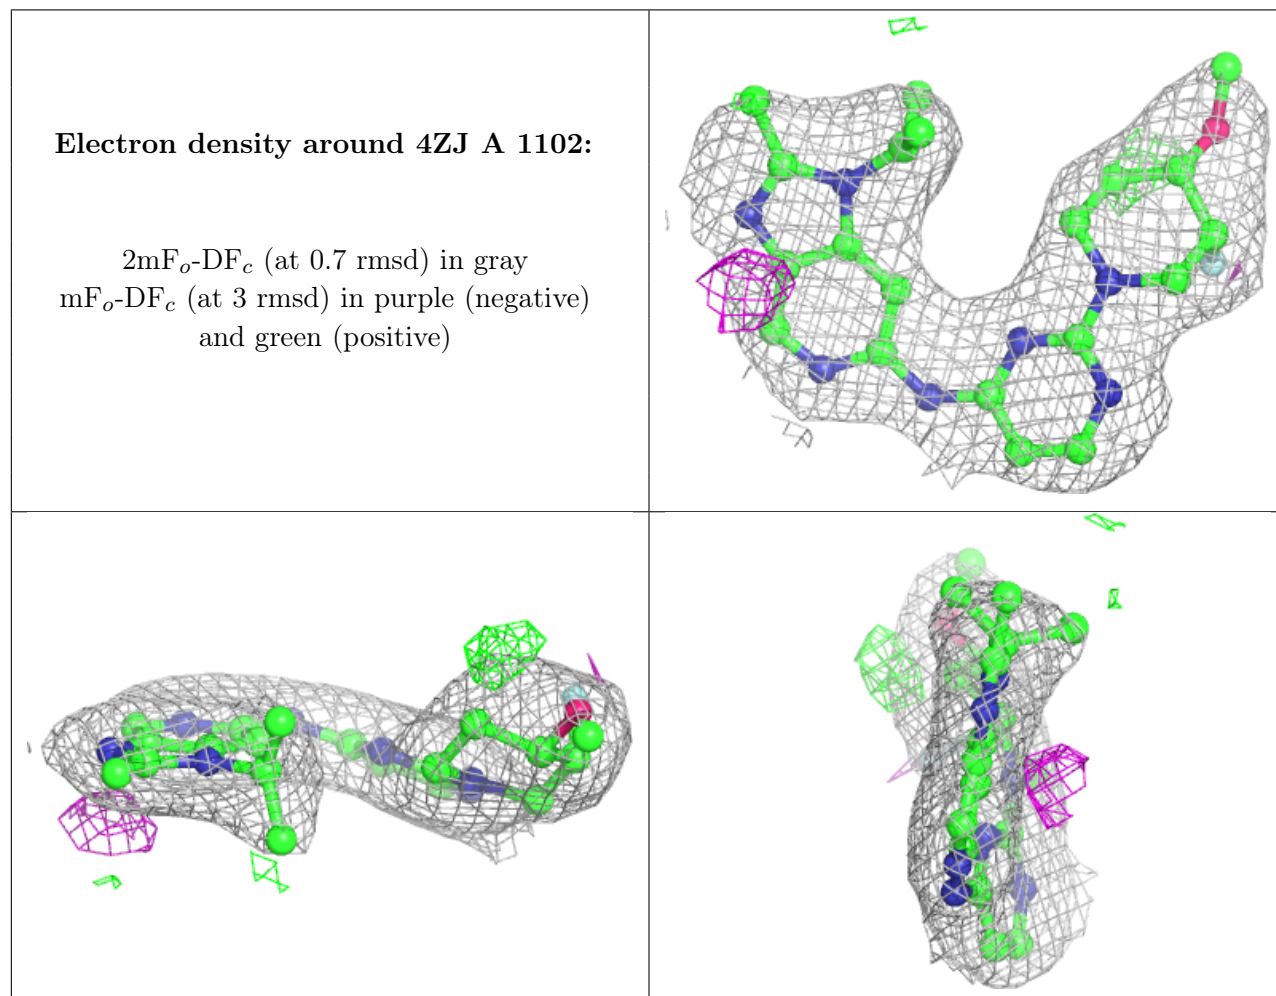 Electron density around 4ZJ A 1102:
2mFo-DFc (at 0.7 rmsd) in gray
mFo-DFc (at 3 rmsd) in purple (negative)
and green (positive)